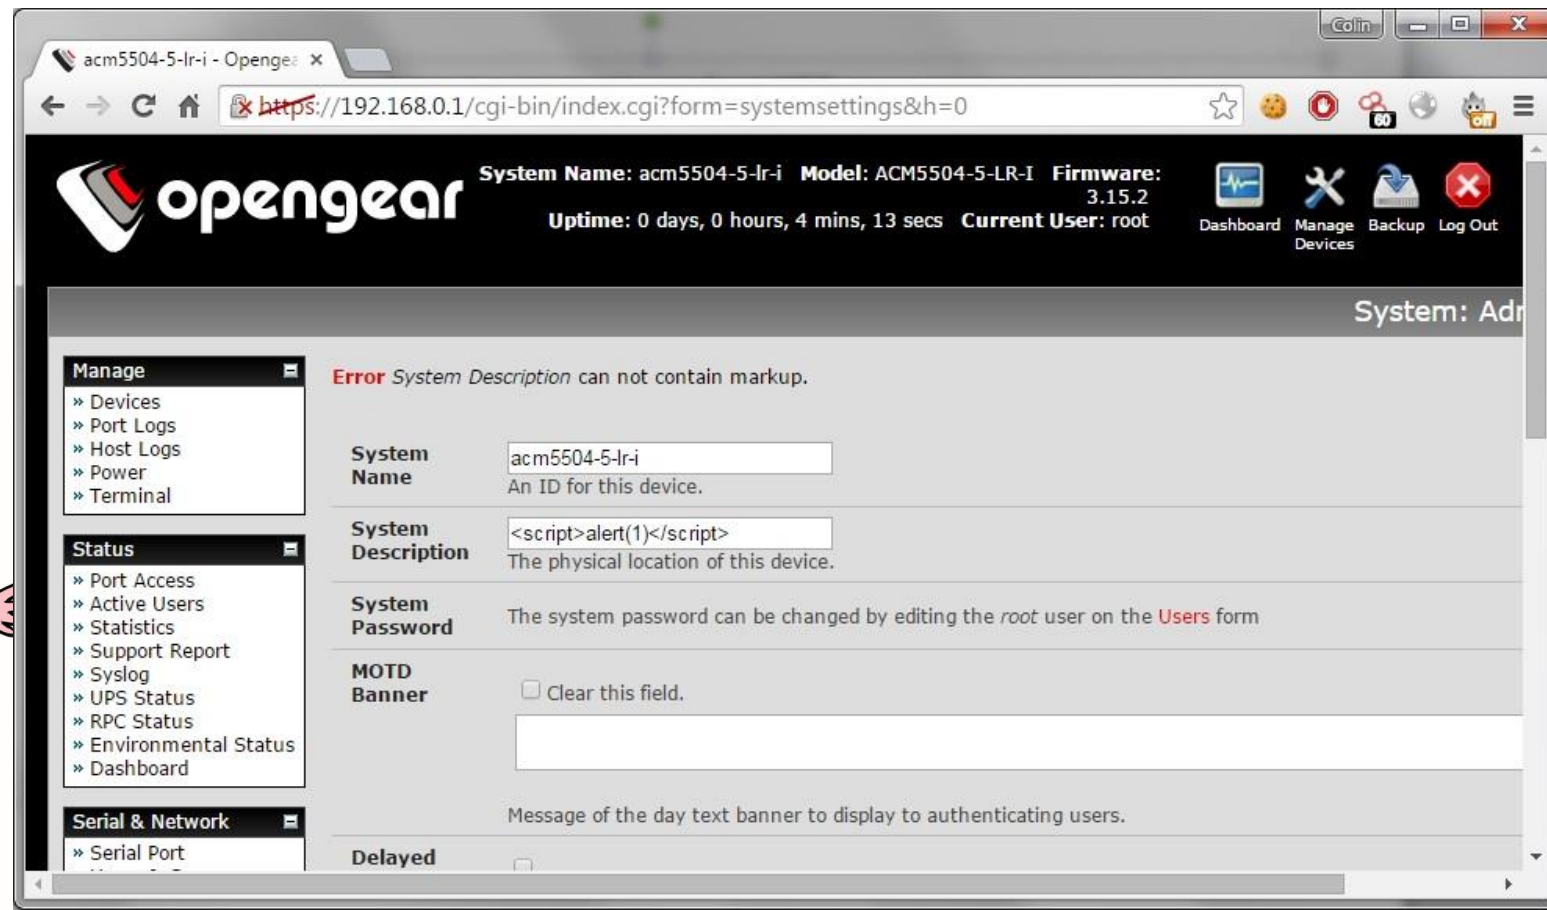 Colin
acm5504-5-lr-i - Openg
https://192.168.0.1/cgi-bin/index.cgi?form=systemsettings&h=0
60
off
opengear
System Name: acm5504-5-lr-i Model: ACM5504-5-LR-I Firmware:
3.15.2
Uptime: 0 days, 0 hours, 4 mins, 13 secs Current User: root
Dashboard
Manage
Devices
Backup
Log Out
System: Adr
Manage
» Devices
» Port Logs
» Host Logs
» Power
» Terminal
Status
» Port Access
» Active Users
» Statistics
» Support Report
» Syslog
» UPS Status
» RPC Status
» Environmental Status
» Dashboard
Serial & Network
» Serial Port
Error System Description can not contain markup.
System
Name
acm5504-5-lr-i
An ID for this device.
System
Description
<script>alert(1)</script>
The physical location of this device.
System
Password
The system password can be changed by editing the root user on the Users form
MOTD
Banner
Clear this field.
Message of the day text banner to display to authenticating users.
Delayed